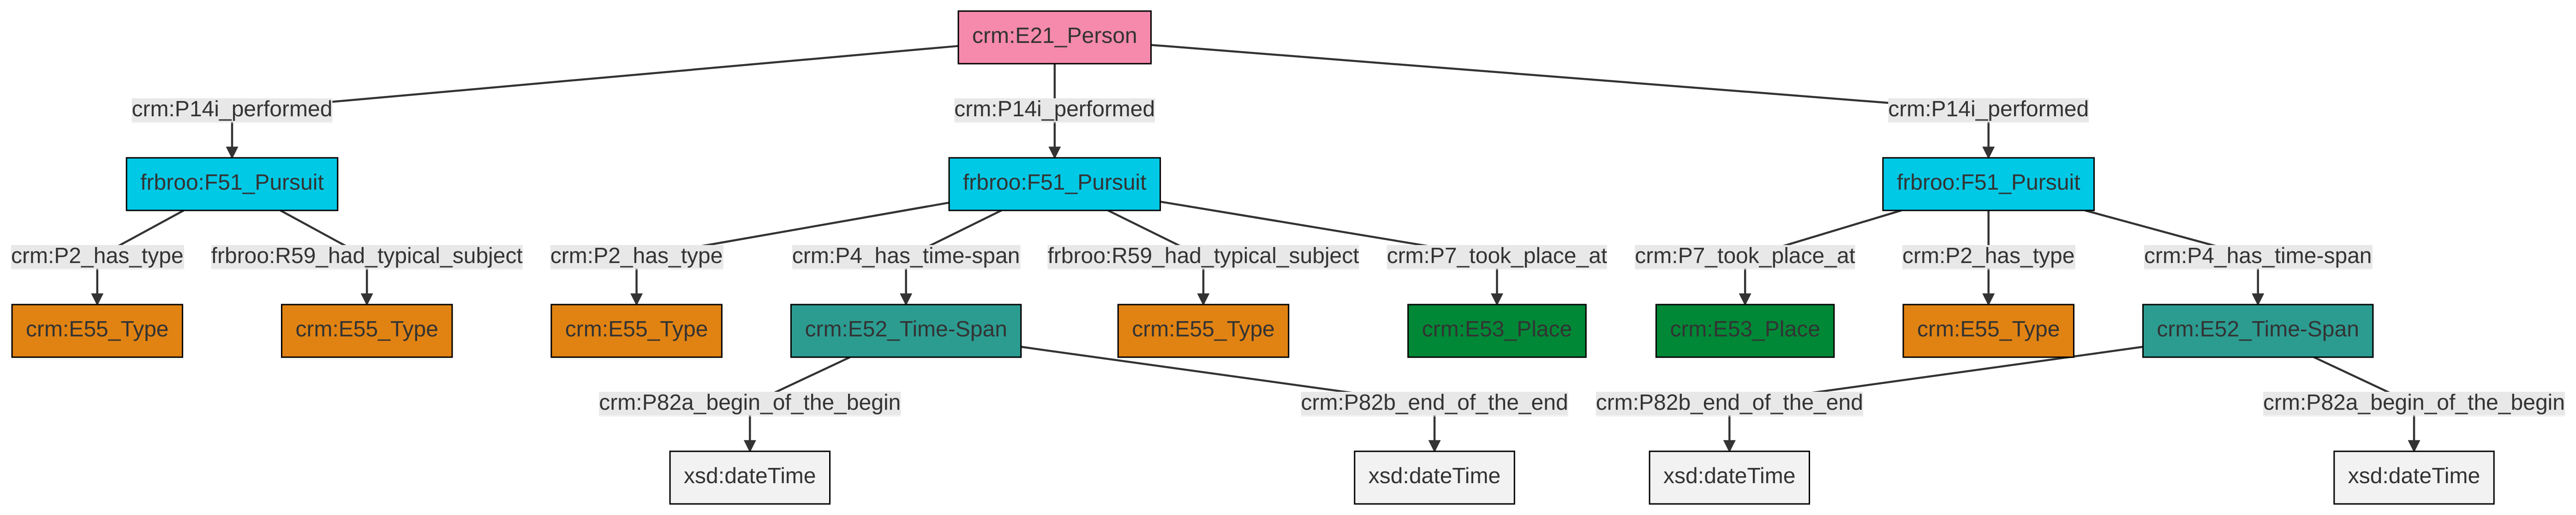 crm:E21_Person
crm:P14i_performed
crm:P14i_performed
crm:P14i_performed
frbroo:F51_Pursuit
frbroo:F51_Pursuit
frbroo:F51_Pursuit
crm:P2_has_type
frbroo:R59_had_typical_subject
crm:P2_has_type
crm:P4_has_time-span
frbroo:R59_had_typical_subject
crm:P7_took_place_at
crm:P7_took_place_at
crm:P2_has_type
crm:P4_has_time-span
crm:E55_Type
crm:E55_Type
crm:E55_Type
crm:E52_Time-Span
crm:E55_Type
crm:E53_Place
crm:E53_Place
crm:E55_Type
crm:E52_Time-Span
crm:P82a_begin_of_the_begin
crm:P82b_end_of_the_end
crm:P82b_end_of_the_end
crm:P82a_begin_of_the_begin
xsd:dateTime
xsd:dateTime
xsd:dateTime
xsd:dateTime